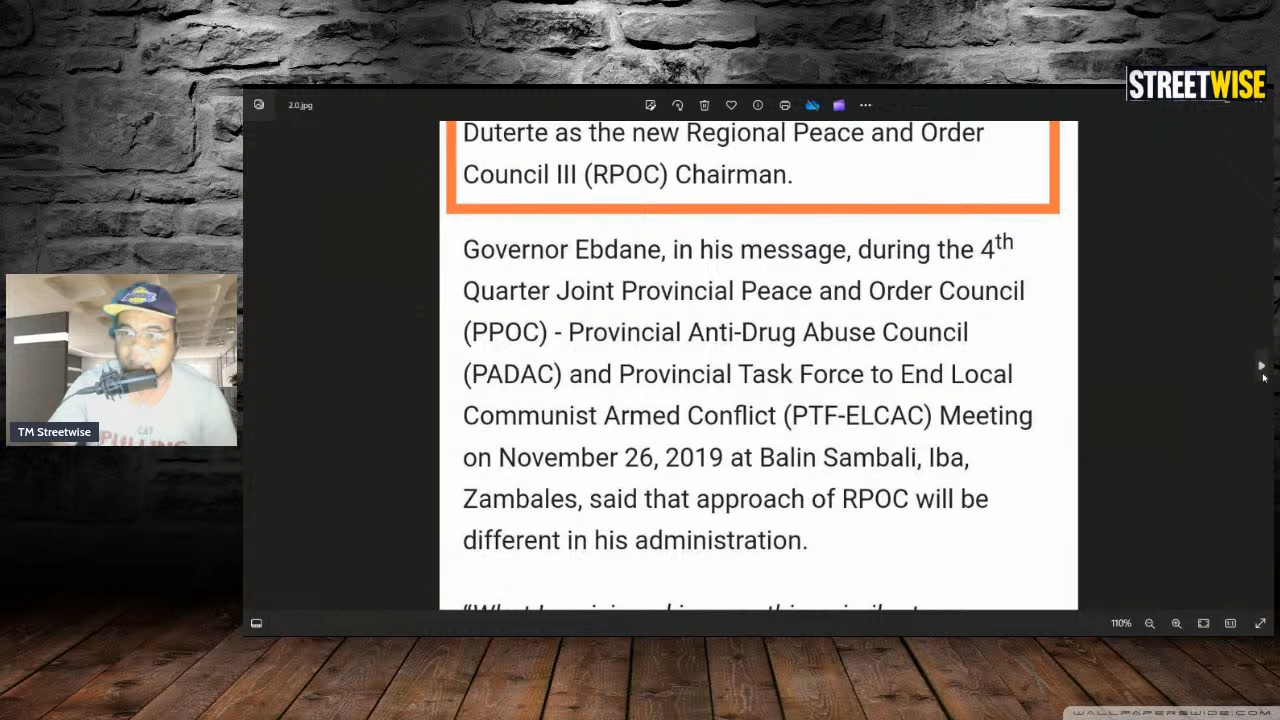 STREETWISE
2.0.jpg
Duterte as the new Regional Peace and Order
Council III (RPOC) Chairman.
Governor Ebdane, in his message, during the 4th
Quarter Joint Provincial Peace and Order Council
(PPOC) - Provincial Anti-Drug Abuse Council
(PADAC) and Provincial Task Force to End Local
Communist Armed Conflict (PTF-ELCAC) Meeting
on November 26, 2019 at Balin Sambali, Iba,
Zambales, said that approach of RPOC will be
different in his administration.
TM Streetwise
110%
WALLPAPERSWIDE.COM